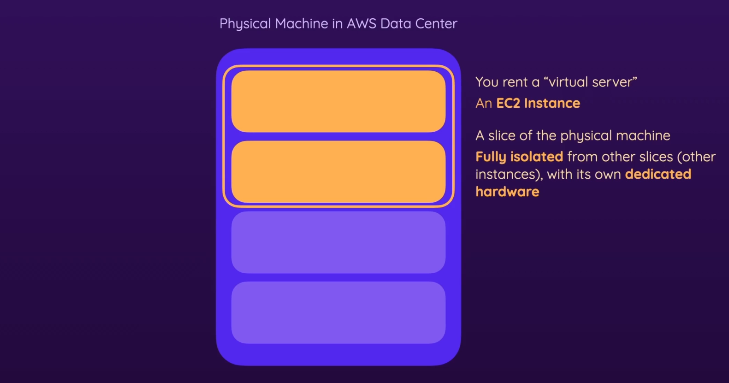 Physical Machine in AWS Data Center
You rent a “virtual server”
An EC2 Instance
A slice of the physical machine
Fully isolated from other slices (other
instances), with its own dedicated
hardware